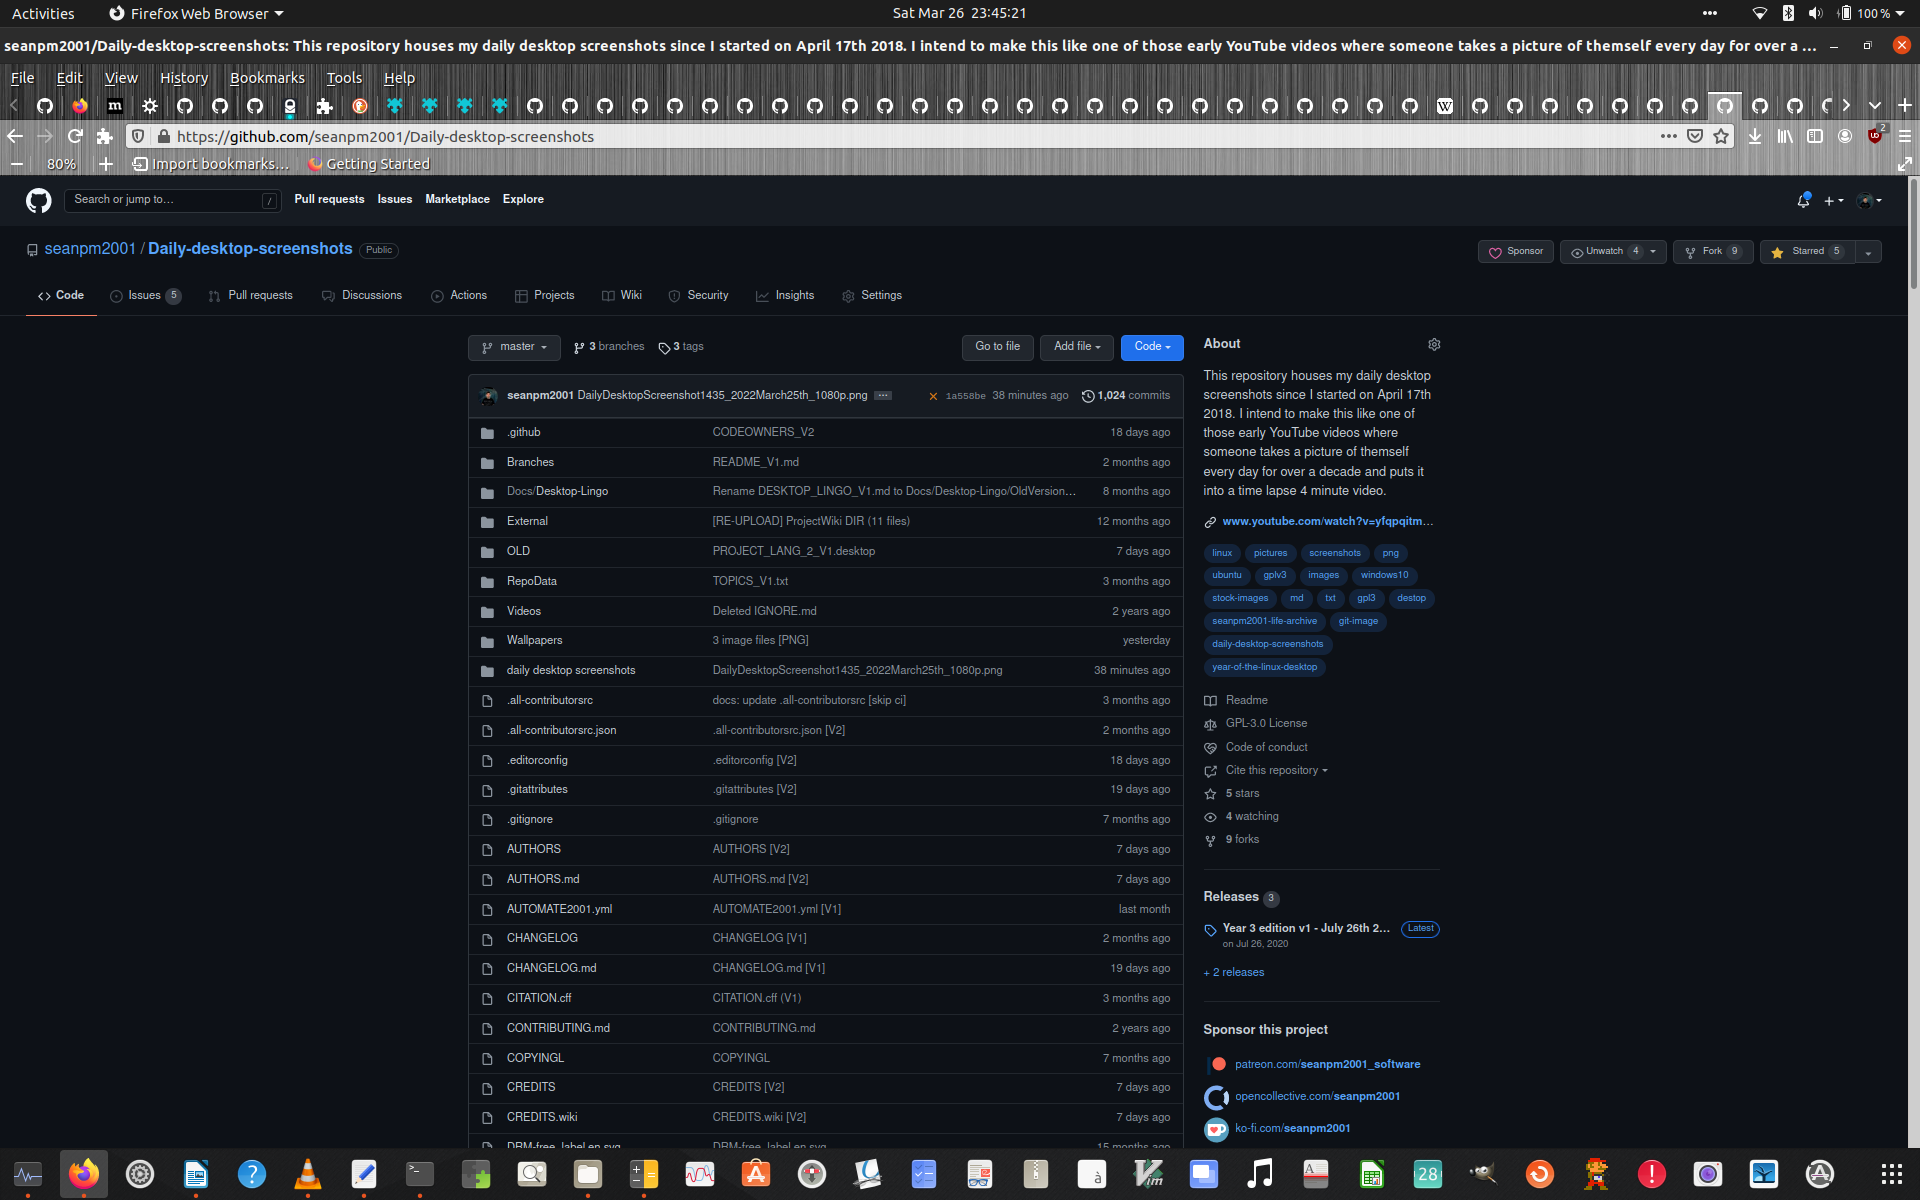 Activities
Firefox Web Browser
Sat Mar 26 23:45:21
100 %
seanpm2001/Daily-desktop-screenshots: This repository houses my daily desktop screenshots since I started on April 17th 2018. I intend to make this like one of those early YouTube videos where someone takes a picture of themself every day for over a ...
File Edit View History Bookmarks Tools Help
https://github.com/seanpm2001/Daily-desktop-screenshots
2
80%
Import bookmarks...
Getting Started
Search or jump to...
/
Pull requests Issues Marketplace Explore
seanpm2001 / Daily-desktop-screenshots Public
Sponsor
Unwatch 4
Fork 9
Starred 5
Code
Issues 5
Pull requests
Discussions
Actions
Projects
Wiki
Security
Insights
Settings
master
3 branches
3 tags
Go to file
Add file
Code
seanpm2001 DailyDesktopScreenshot1435_2022March25th_1080p.png
1a558be 38 minutes ago
1,024 commits
.github CODEOWNERS_V2 18 days ago
Branches README_V1.md 2 months ago
Docs/Desktop-Lingo Rename DESKTOP_LINGO_V1.md to Docs/Desktop-Lingo/OldVersion... 8 months ago
External [RE-UPLOAD] ProjectWiki DIR (11 files) 12 months ago
OLD PROJECT_LANG_2_V1.desktop 7 days ago
RepoData TOPICS_V1.txt 3 months ago
Videos Deleted IGNORE.md 2 years ago
Wallpapers 3 image files [PNG] yesterday
daily desktop screenshots DailyDesktopScreenshot1435_2022March25th_1080p.png 38 minutes ago
.all-contributorsrc docs: update .all-contributorsrc [skip ci] 3 months ago
.all-contributorsrc.json .all-contributorsrc.json [V2] 2 months ago
.editorconfig .editorconfig [V2] 18 days ago
.gitattributes .gitattributes [V2] 19 days ago
.gitignore .gitignore 7 months ago
AUTHORS AUTHORS [V2] 7 days ago
AUTHORS.md AUTHORS.md [V2] 7 days ago
AUTOMATE2001.yml AUTOMATE2001.yml [V1] last month
CHANGELOG CHANGELOG [V1] 2 months ago
CHANGELOG.md CHANGELOG.md [V1] 19 days ago
CITATION.cff CITATION.cff (V1) 3 months ago
CONTRIBUTING.md CONTRIBUTING.md 2 years ago
COPYINGL COPYINGL 7 months ago
CREDITS CREDITS [V2] 7 days ago
CREDITS.wiki CREDITS.wiki [V2] 7 days ago
DRM-free_label.en.svg DRM-free_label.en.svg 15 months ago
About
This repository houses my daily desktop
screenshots since I started on April 17th
2018. I intend to make this like one of
those early YouTube videos where
someone takes a picture of themself
every day for over a decade and puts it
into a time lapse 4 minute video.
www.youtube.com/watch?v=yfqpqitm...
linux pictures screenshots png
ubuntu gplv3 images windows10
stock-images md txt gpl3 destop
seanpm2001-life-archive git-image
daily-desktop-screenshots
year-of-the-linux-desktop
Readme
GPL-3.0 License
Code of conduct
Cite this repository
5 stars
4 watching
9 forks
Releases 3
Year 3 edition v1 - July 26th 2... Latest
on Jul 26, 2020
+ 2 releases
Sponsor this project
patreon.com/seanpm2001_software
opencollective.com/seanpm2001
ko-fi.com/seanpm2001
28